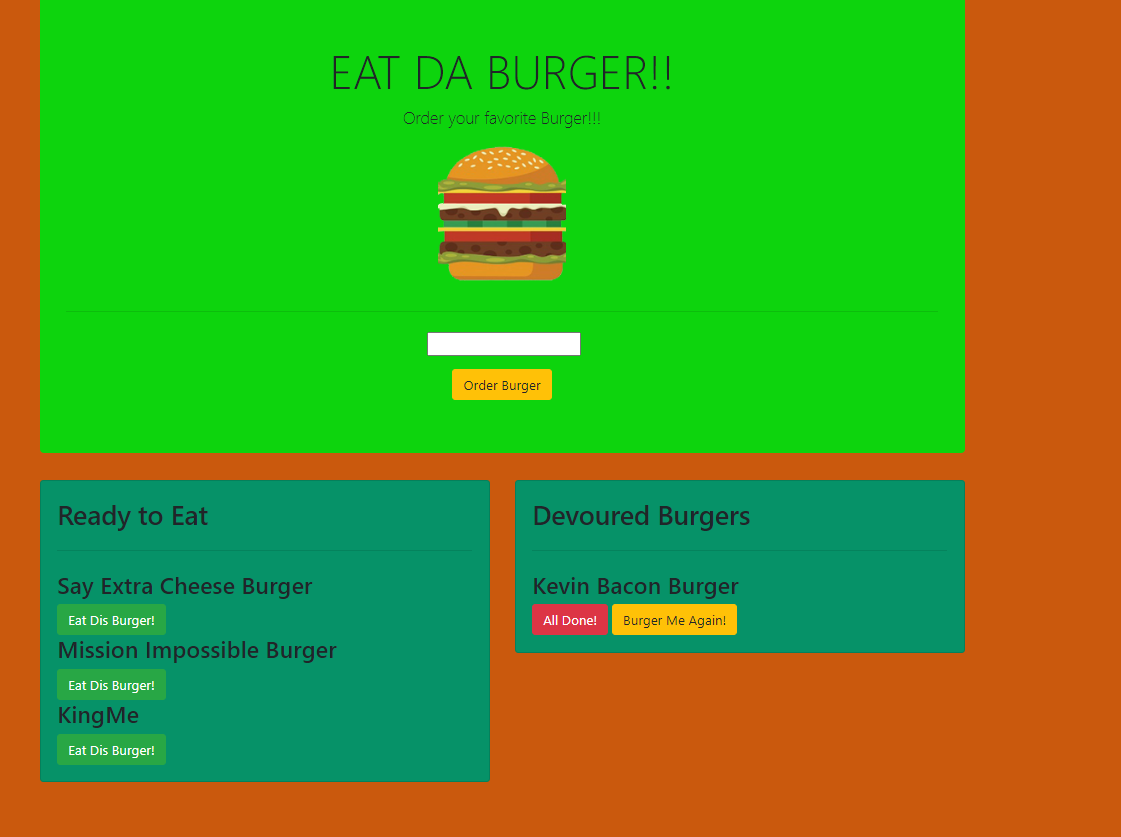 EAT DA BURGER!!
Order your favorite Burger!!!
Order Burger
Ready to Eat
Say Extra Cheese Burger
Eat Dis Burger!
Mission Impossible Burger
Eat Dis Burger!
KingMe
Eat Dis Burger!
Devoured Burgers
Kevin Bacon Burger
All Done! Burger Me Again!